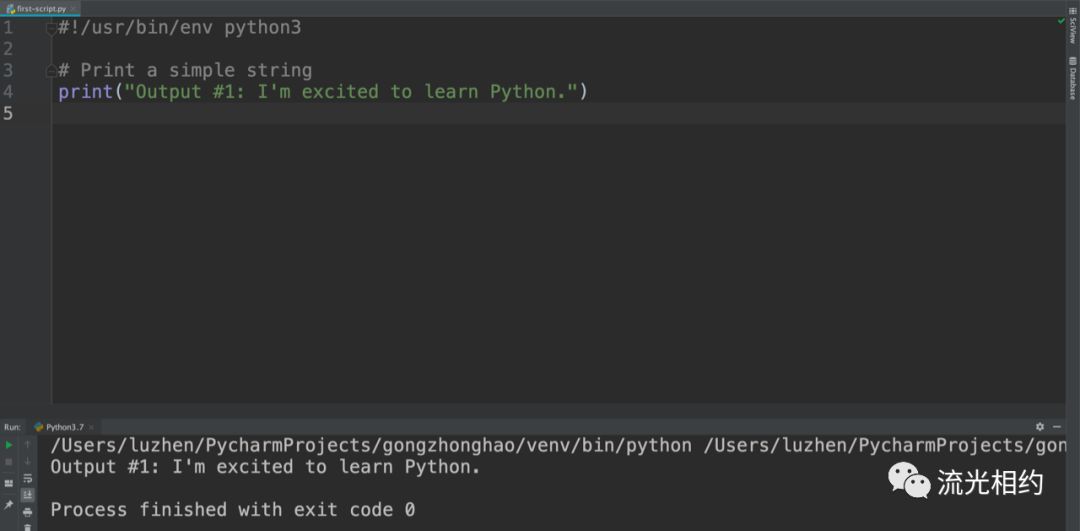 first-script.py
1 #!/usr/bin/env python3
2
3 # Print a simple string
4 print("Output #1: I'm excited to learn Python.")
5
SciView
Database
Run: Python3.7
/Users/luzhen/PycharmProjects/gongzhonghao/venv/bin/python /Users/luzhen/PycharmProjects/gon
Output #1: I'm excited to learn Python.
Process finished with exit code 0
流光相约